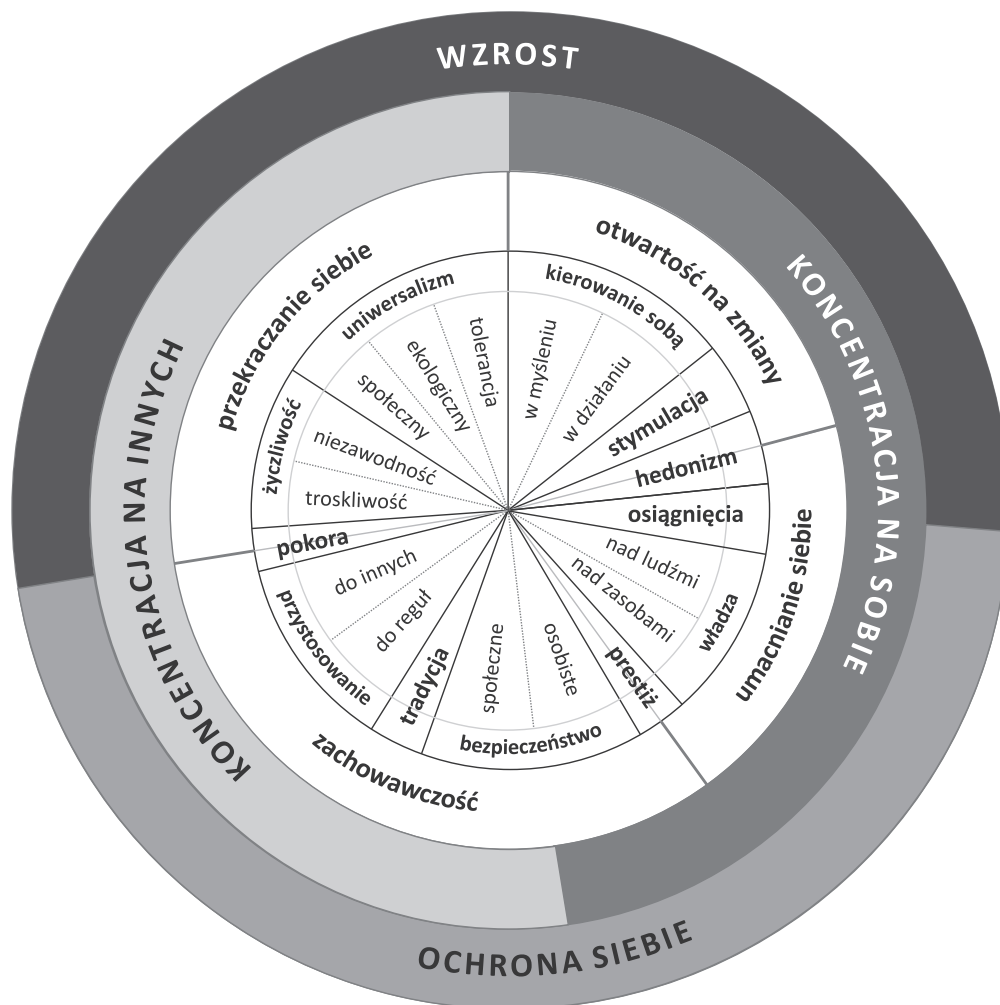 WZROST
KONCENTRACJA NA INNYCH
KONCENTRACJA NA SOBIE
OCHRONA SIEBIE
przekraczanie siebie
otwartość na zmiany
umacnianie siebie
zachowawczość
uniwersalizm
tolerancja
ekologiczny
społeczny
kierowanie sobą
w myśleniu
w działaniu
stymulacja
hedonizm
osiągnięcia
władza
nad ludźmi
nad zasobami
prestiż
bezpieczeństwo
osobiste
społeczne
tradycja
przystosowanie
do reguł
do innych
pokora
życzliwość
troskliwość
niezawodność